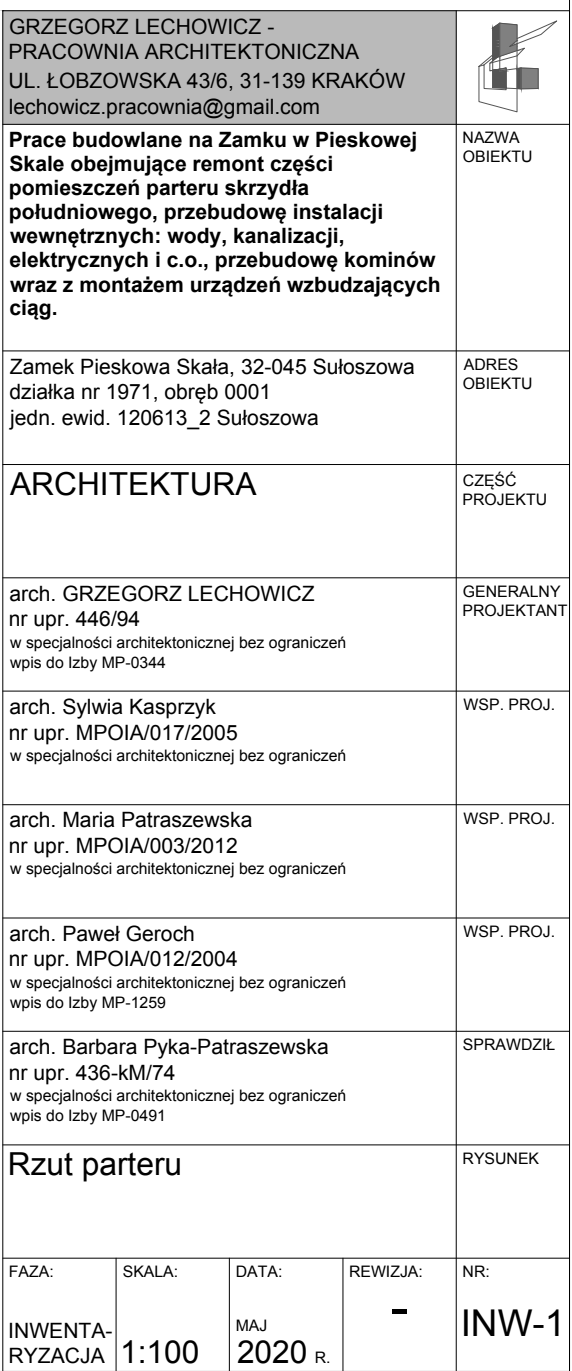 GRZEGORZ LECHOWICZ -
PRACOWNIA ARCHITEKTONICZNA
UL. ŁOBZOWSKA 43/6, 31-139 KRAKÓW
lechowicz.pracownia@gmail.com
Prace budowlane na Zamku w Pieskowej
Skale obejmujące remont części
pomieszczeń parteru skrzydła
południowego, przebudowę instalacji
wewnętrznych: wody, kanalizacji,
elektrycznych i c.o., przebudowę kominów
wraz z montażem urządzeń wzbudzających
ciąg.
NAZWA
OBIEKTU
Zamek Pieskowa Skała, 32-045 Sułoszowa
działka nr 1971, obręb 0001
jedn. ewid. 120613_2 Sułoszowa
ADRES
OBIEKTU
ARCHITEKTURA
CZĘŚĆ
PROJEKTU
arch. GRZEGORZ LECHOWICZ
nr upr. 446/94
w specjalności architektonicznej bez ograniczeń
wpis do Izby MP-0344
GENERALNY
PROJEKTANT
arch. Sylwia Kasprzyk
nr upr. MPOIA/017/2005
w specjalności architektonicznej bez ograniczeń
WSP. PROJ.
arch. Maria Patraszewska
nr upr. MPOIA/003/2012
w specjalności architektonicznej bez ograniczeń
WSP. PROJ.
arch. Paweł Geroch
nr upr. MPOIA/012/2004
w specjalności architektonicznej bez ograniczeń
wpis do Izby MP-1259
WSP. PROJ.
arch. Barbara Pyka-Patraszewska
nr upr. 436-kM/74
w specjalności architektonicznej bez ograniczeń
wpis do Izby MP-0491
SPRAWDZIŁ
Rzut parteru
RYSUNEK
FAZA:
INWENTA-
RYZACJA
SKALA:
1:100
DATA:
MAJ
2020 R.
REWIZJA:
-
NR:
INW-1